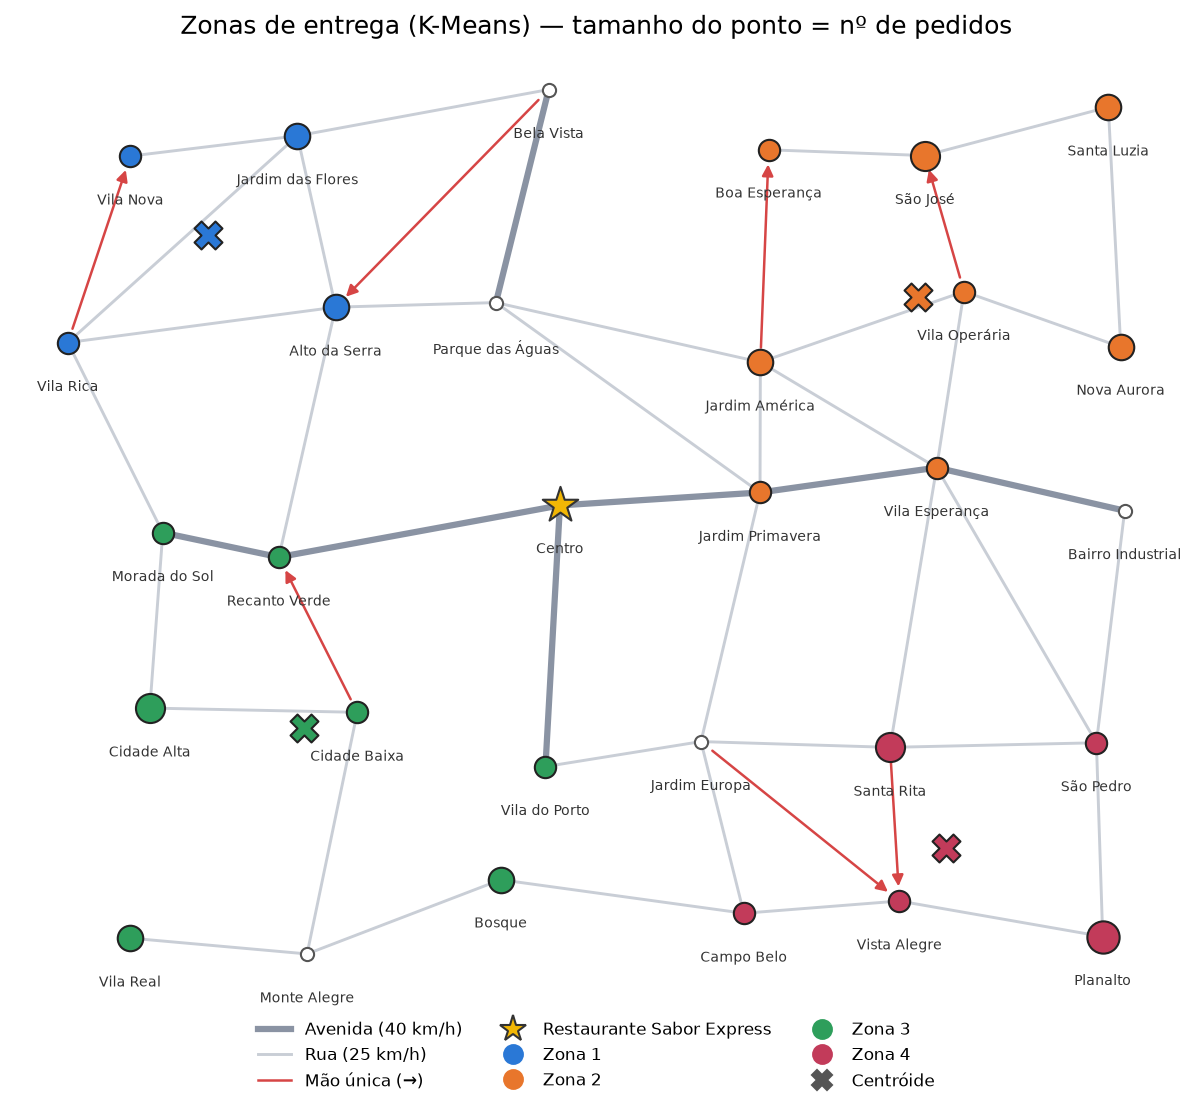 Zonas de entrega (K-Means) — tamanho do ponto = nº de pedidos
Bela Vista
Santa Luzia
Jardim das Flores
Boa Esperança
Vila Nova
São José
Vila Operária
Parque das Águas
Alto da Serra
Vila Rica
Nova Aurora
Jardim América
Vila Esperança
Jardim Primavera
Centro
Bairro Industrial
Morada do Sol
Recanto Verde
Cidade Alta
Cidade Baixa
Jardim Europa
São Pedro
Santa Rita
Vila do Porto
Bosque
Vista Alegre
Campo Belo
Planalto
Vila Real
Monte Alegre
Avenida (40 km/h)
Rua (25 km/h)
Mão única (→)
Restaurante Sabor Express
Zona 1
Zona 2
Zona 3
Zona 4
Centróide